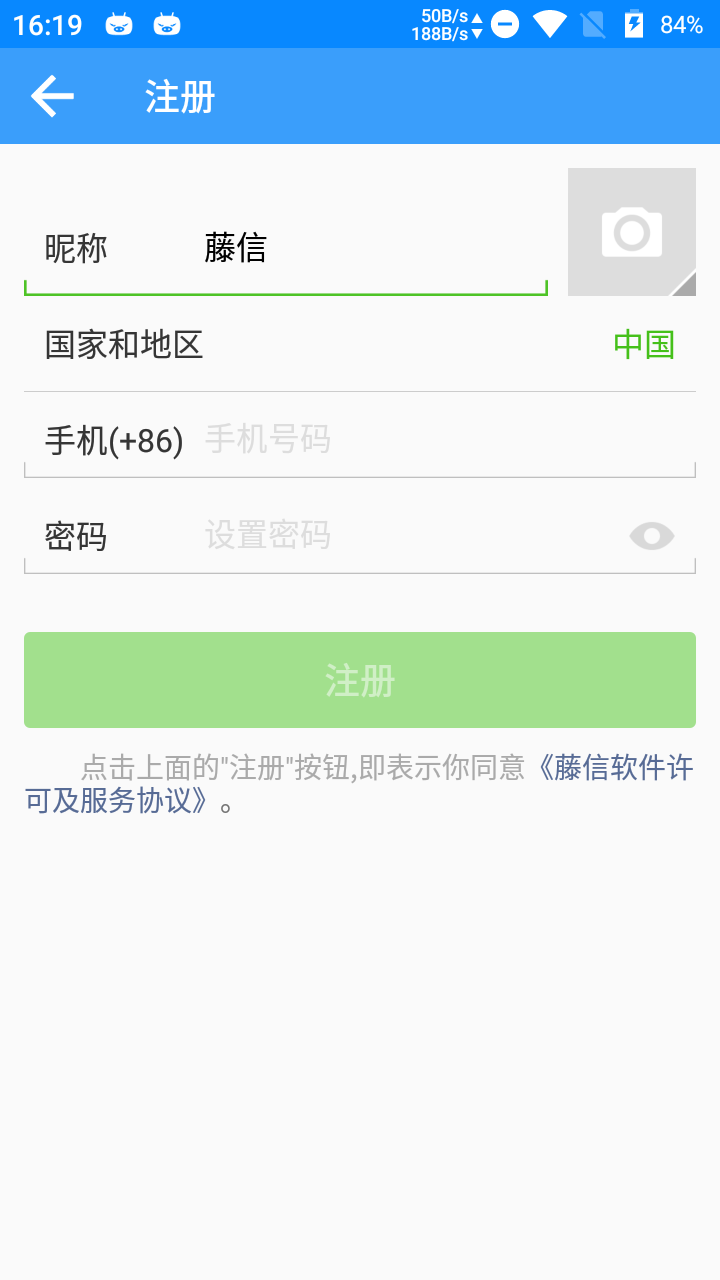 16:19
50B/s
188B/s
84%
注册
昵称 藤信
国家和地区 中国
手机(+86) 手机号码
密码 设置密码
注册
点击上面的"注册"按钮,即表示你同意《藤信软件许
可及服务协议》。